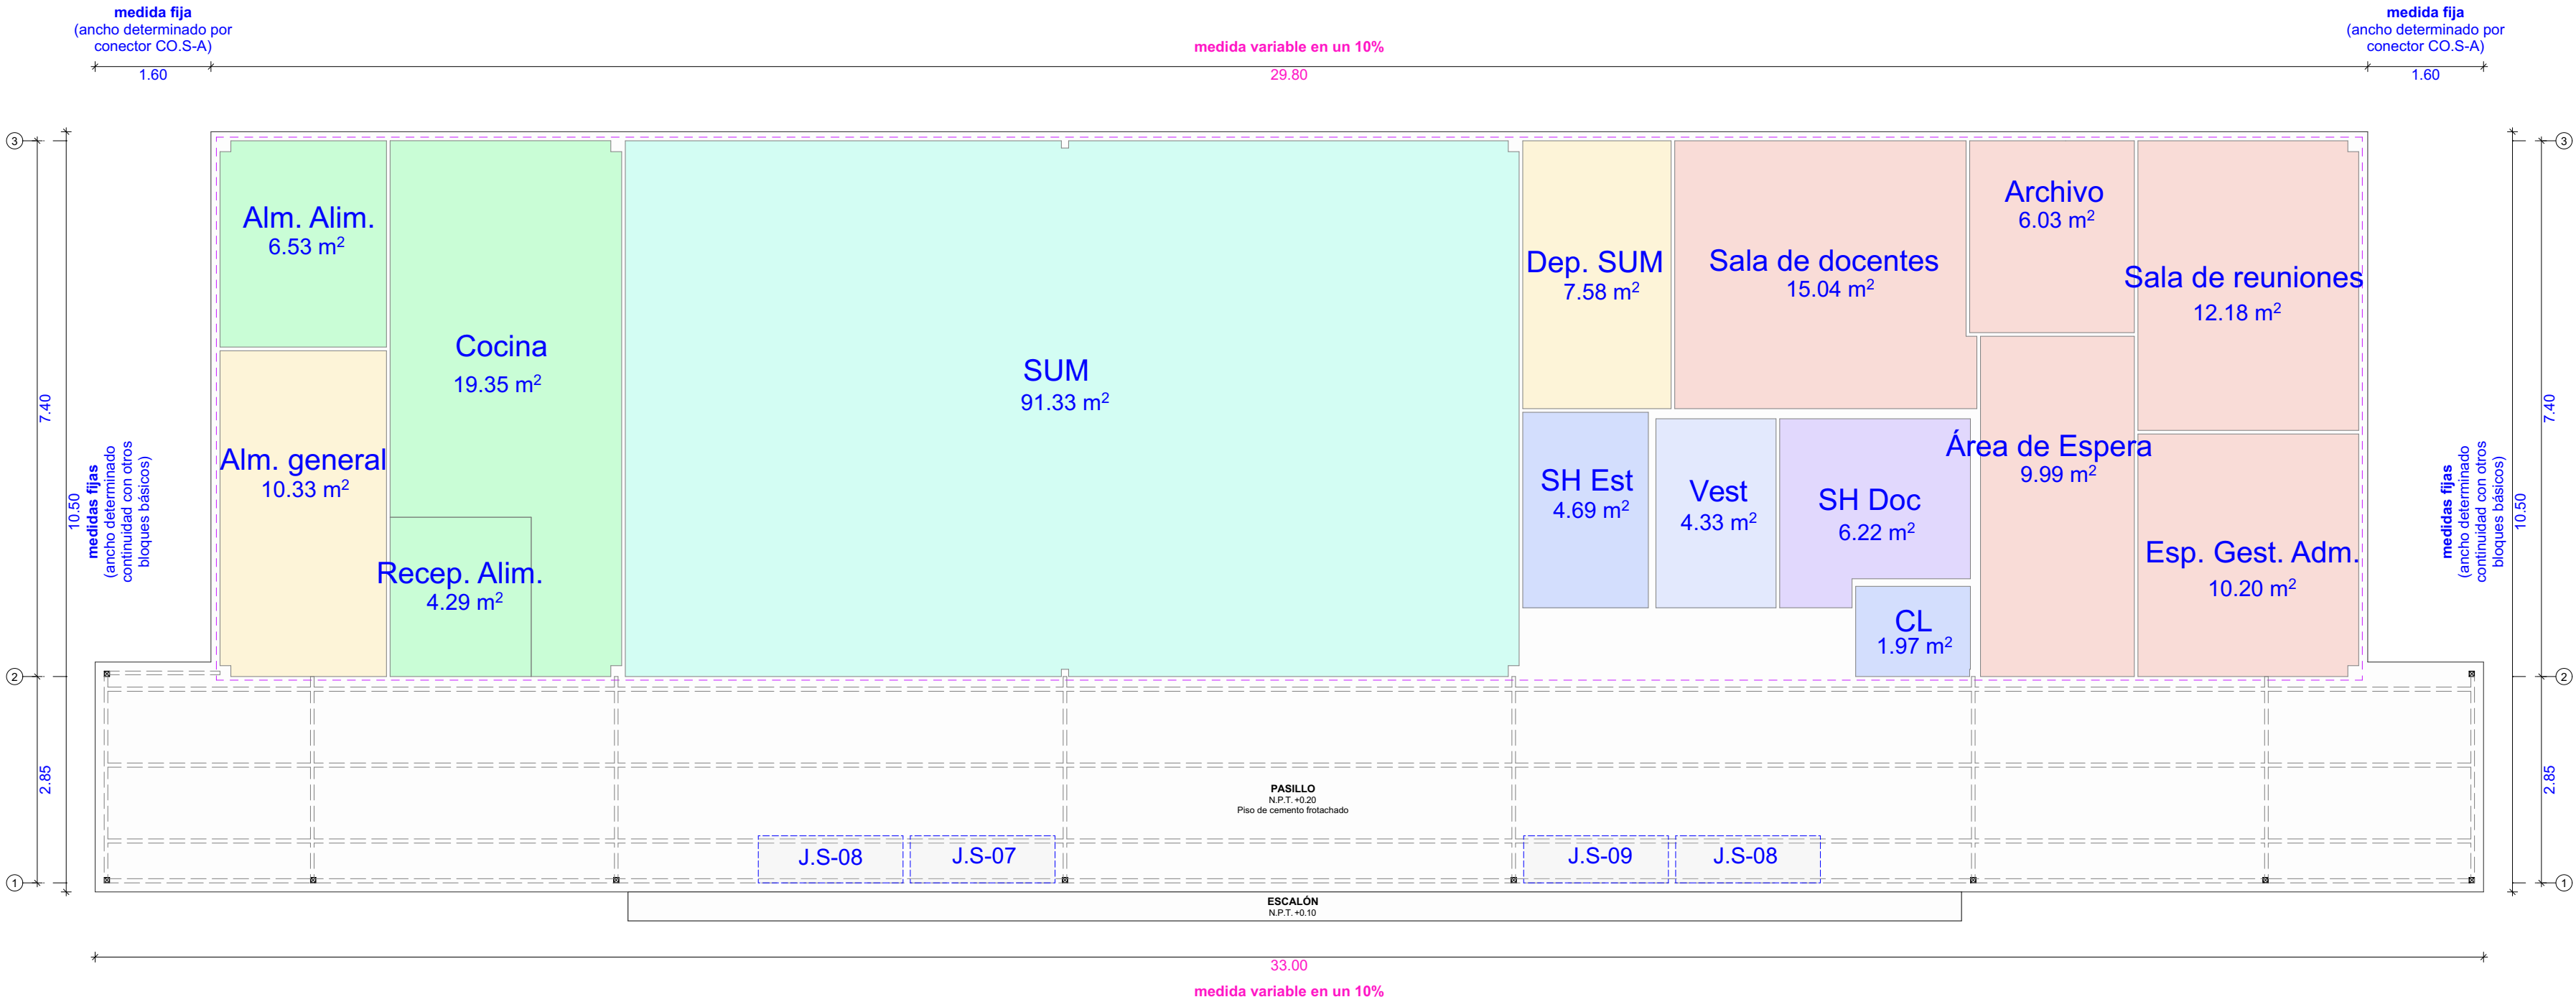 medida fija
(ancho determinado por
conector CO.S-A)
1.60
medida variable en un 10%
29.80
medida fija
(ancho determinado por
conector CO.S-A)
1.60
3
3
Alm. Alim.
6.53 m²
Cocina
19.35 m²
SUM
91.33 m²
Dep. SUM
7.58 m²
Sala de docentes
15.04 m²
Archivo
6.03 m²
Sala de reuniones
12.18 m²
7.40
10.50
medidas fijas
(ancho determinado
continuidad con otros
bloques básicos)
Alm. general
10.33 m²
Recep. Alim.
4.29 m²
SH Est
4.69 m²
Vest
4.33 m²
SH Doc
6.22 m²
CL
1.97 m²
Área de Espera
9.99 m²
Esp. Gest. Adm.
10.20 m²
medidas fijas
(ancho determinado
continuidad con otros
bloques básicos)
10.50
7.40
2
2
2.85
2.85
PASILLO
N.P.T. +0.20
Piso de cemento frotachado
J.S-08
J.S-07
J.S-09
J.S-08
1
1
ESCALÓN
N.P.T. +0.10
33.00
medida variable en un 10%